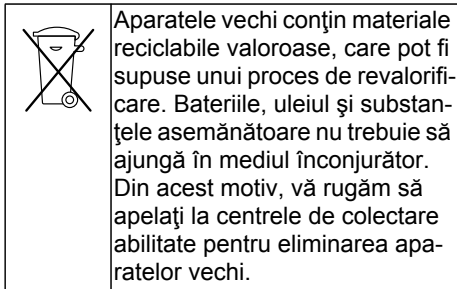 Aparatele vechi conţin materiale
reciclabile valoroase, care pot fi
supuse unui proces de revalorifi-
care. Bateriile, uleiul şi substan-
ţele asemănătoare nu trebuie să
ajungă în mediul înconjurător.
Din acest motiv, vă rugăm să
apelaţi la centrele de colectare
abilitate pentru eliminarea apa-
ratelor vechi.